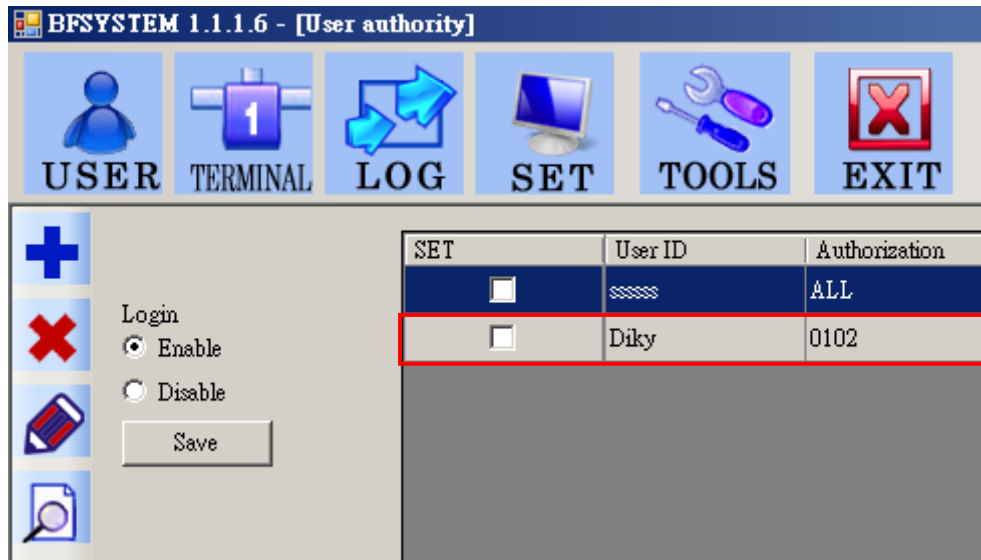 BFSYSTEM 1.1.1.6 - [User authority]
1
USER TERMINAL LOG SET TOOLS EXIT
SET User ID Authorization
ssssss ALL
Diky 0102
Login
Enable
Disable
Save